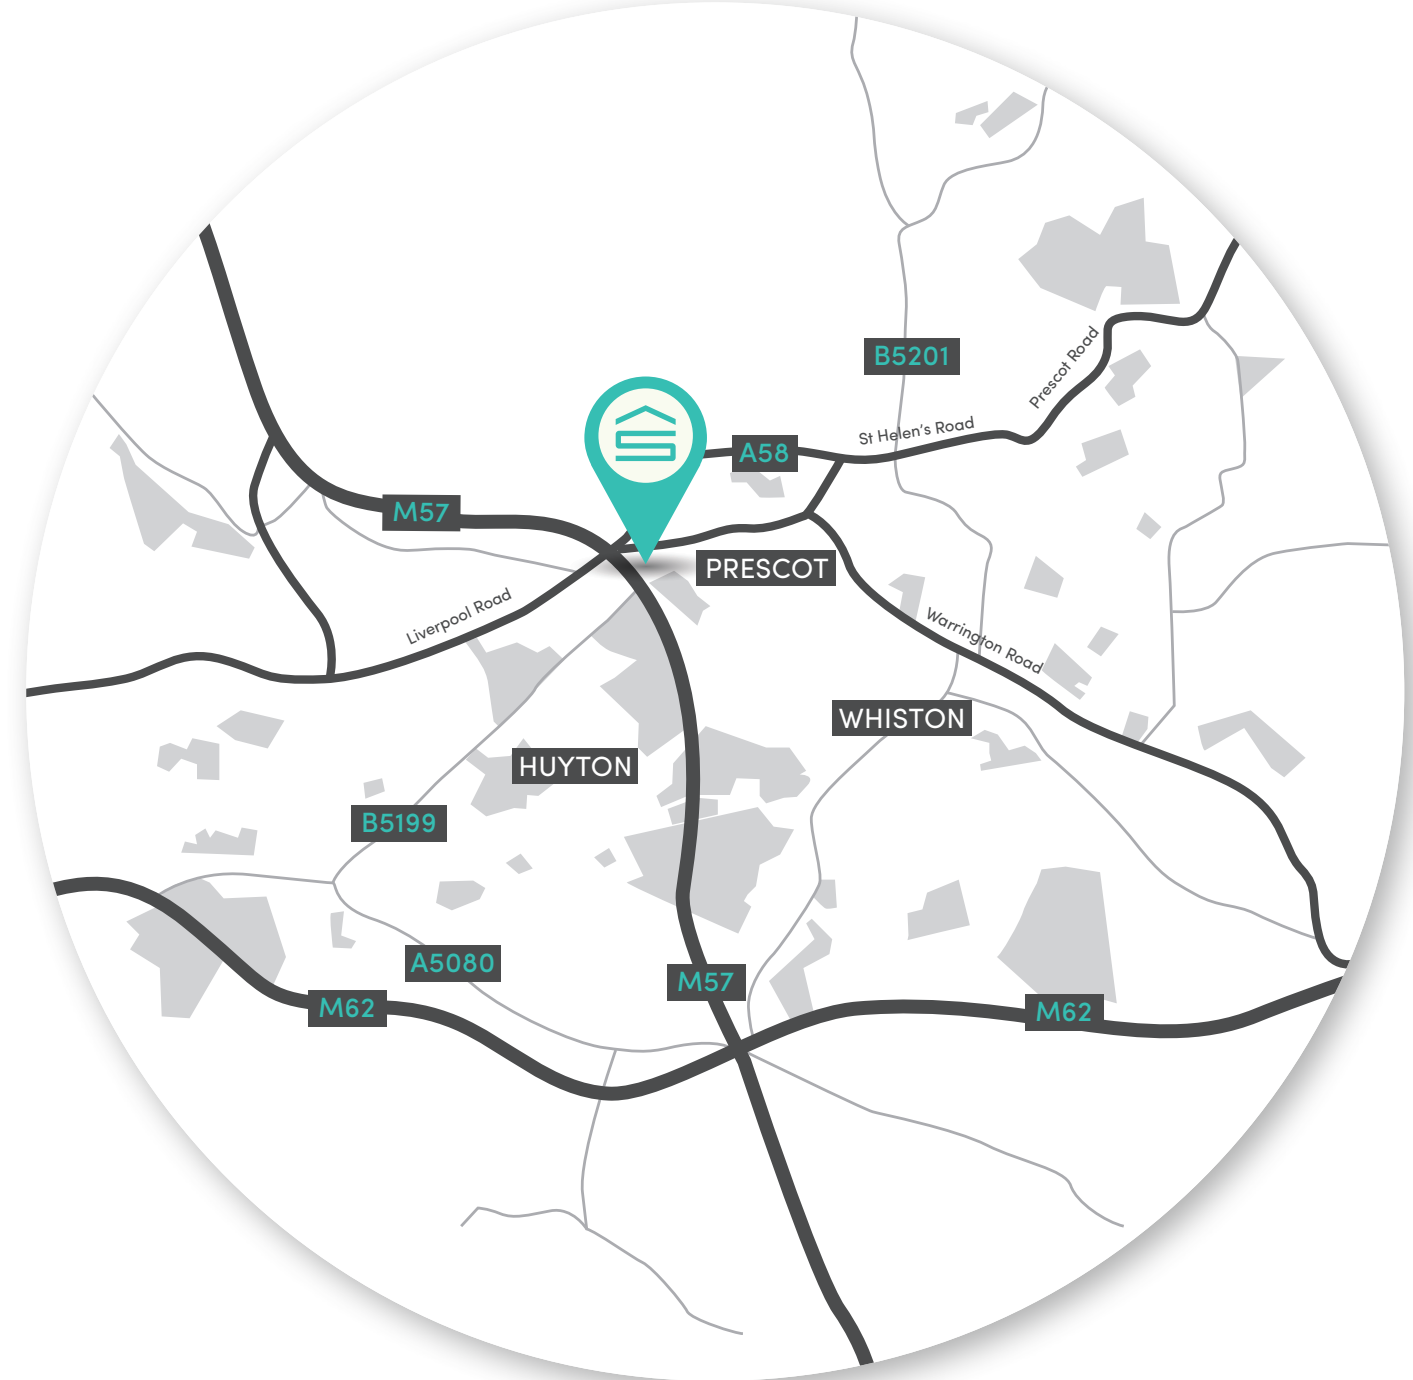 B5201
Prescot Road
St Helen's Road
A58
M57
PRESCOT
Liverpool Road
Warrington Road
WHISTON
HUYTON
B5199
A5080
M57
M62
M62